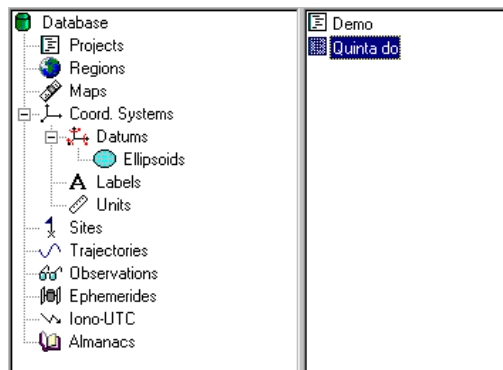 Database
Projects
Regions
Maps
Coord. Systems
Datums
Ellipsoids
Labels
Units
Sites
Trajectories
Observations
Ephemerides
Iono-UTC
Almanacs
Demo
Quinta do